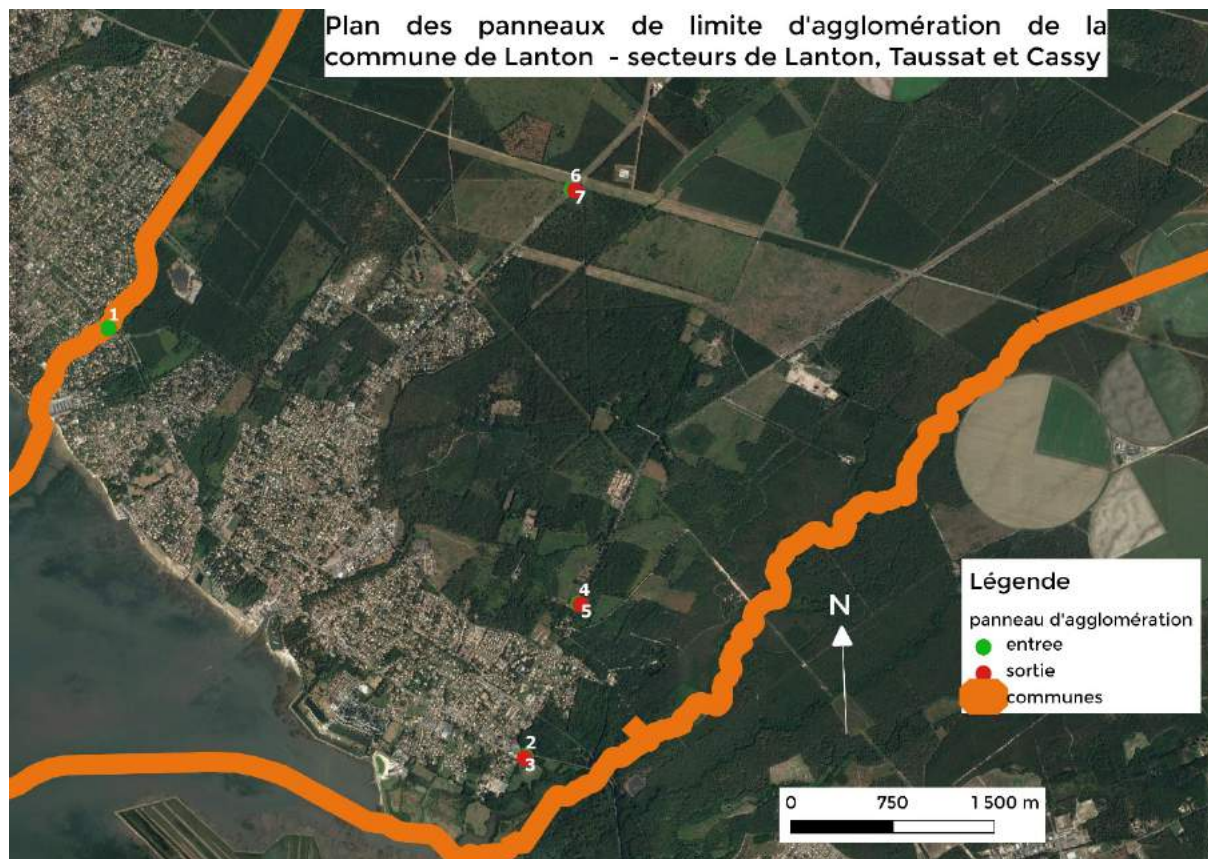 Plan des panneaux de limite d'agglomération de la
commune de Lanton - secteurs de Lanton, Taussat et Cassy
6
7
1
4
5
2
3
N
Légende
panneau d'agglomération
entree
sortie
communes
0 750 1 500 m